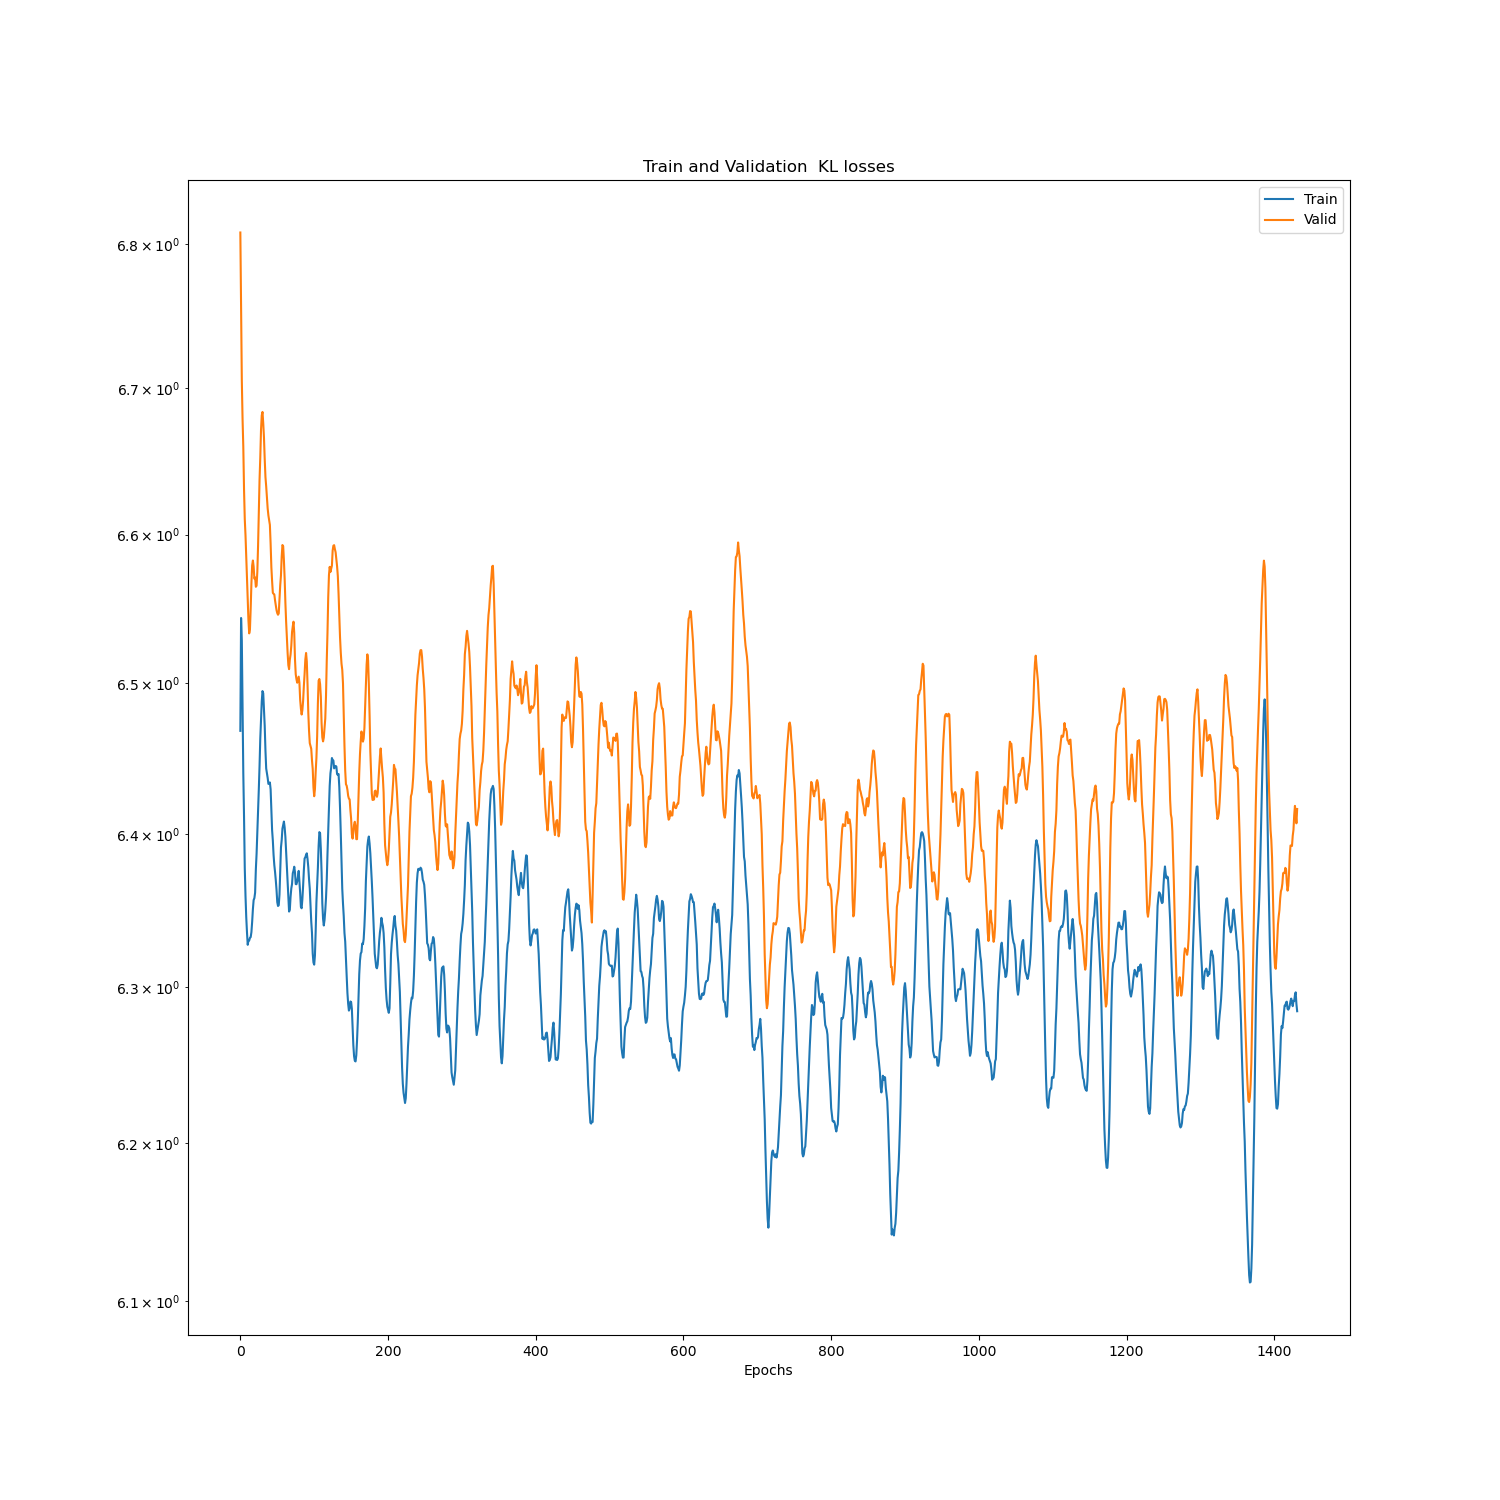 Train and Validation  KL losses
Train
Valid
6.8 × 10⁰
6.7 × 10⁰
6.6 × 10⁰
6.5 × 10⁰
6.4 × 10⁰
6.3 × 10⁰
6.2 × 10⁰
6.1 × 10⁰
0 200 400 600 800 1000 1200 1400
Epochs